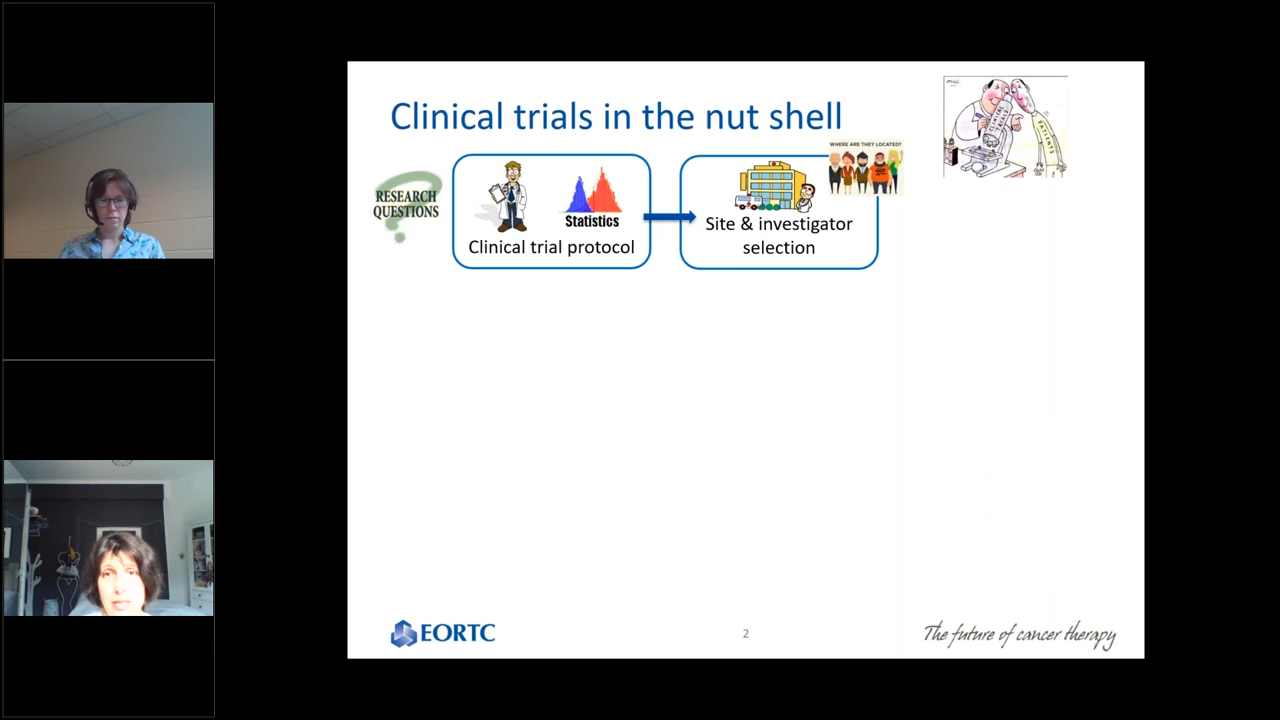 Clinical trials in the nut shell
RESEARCH
QUESTIONS
Statistics
Clinical trial protocol
WHERE ARE THEY LOCATED?
Site & investigator
selection
PATIENTS
EORTC
2
The future of cancer therapy